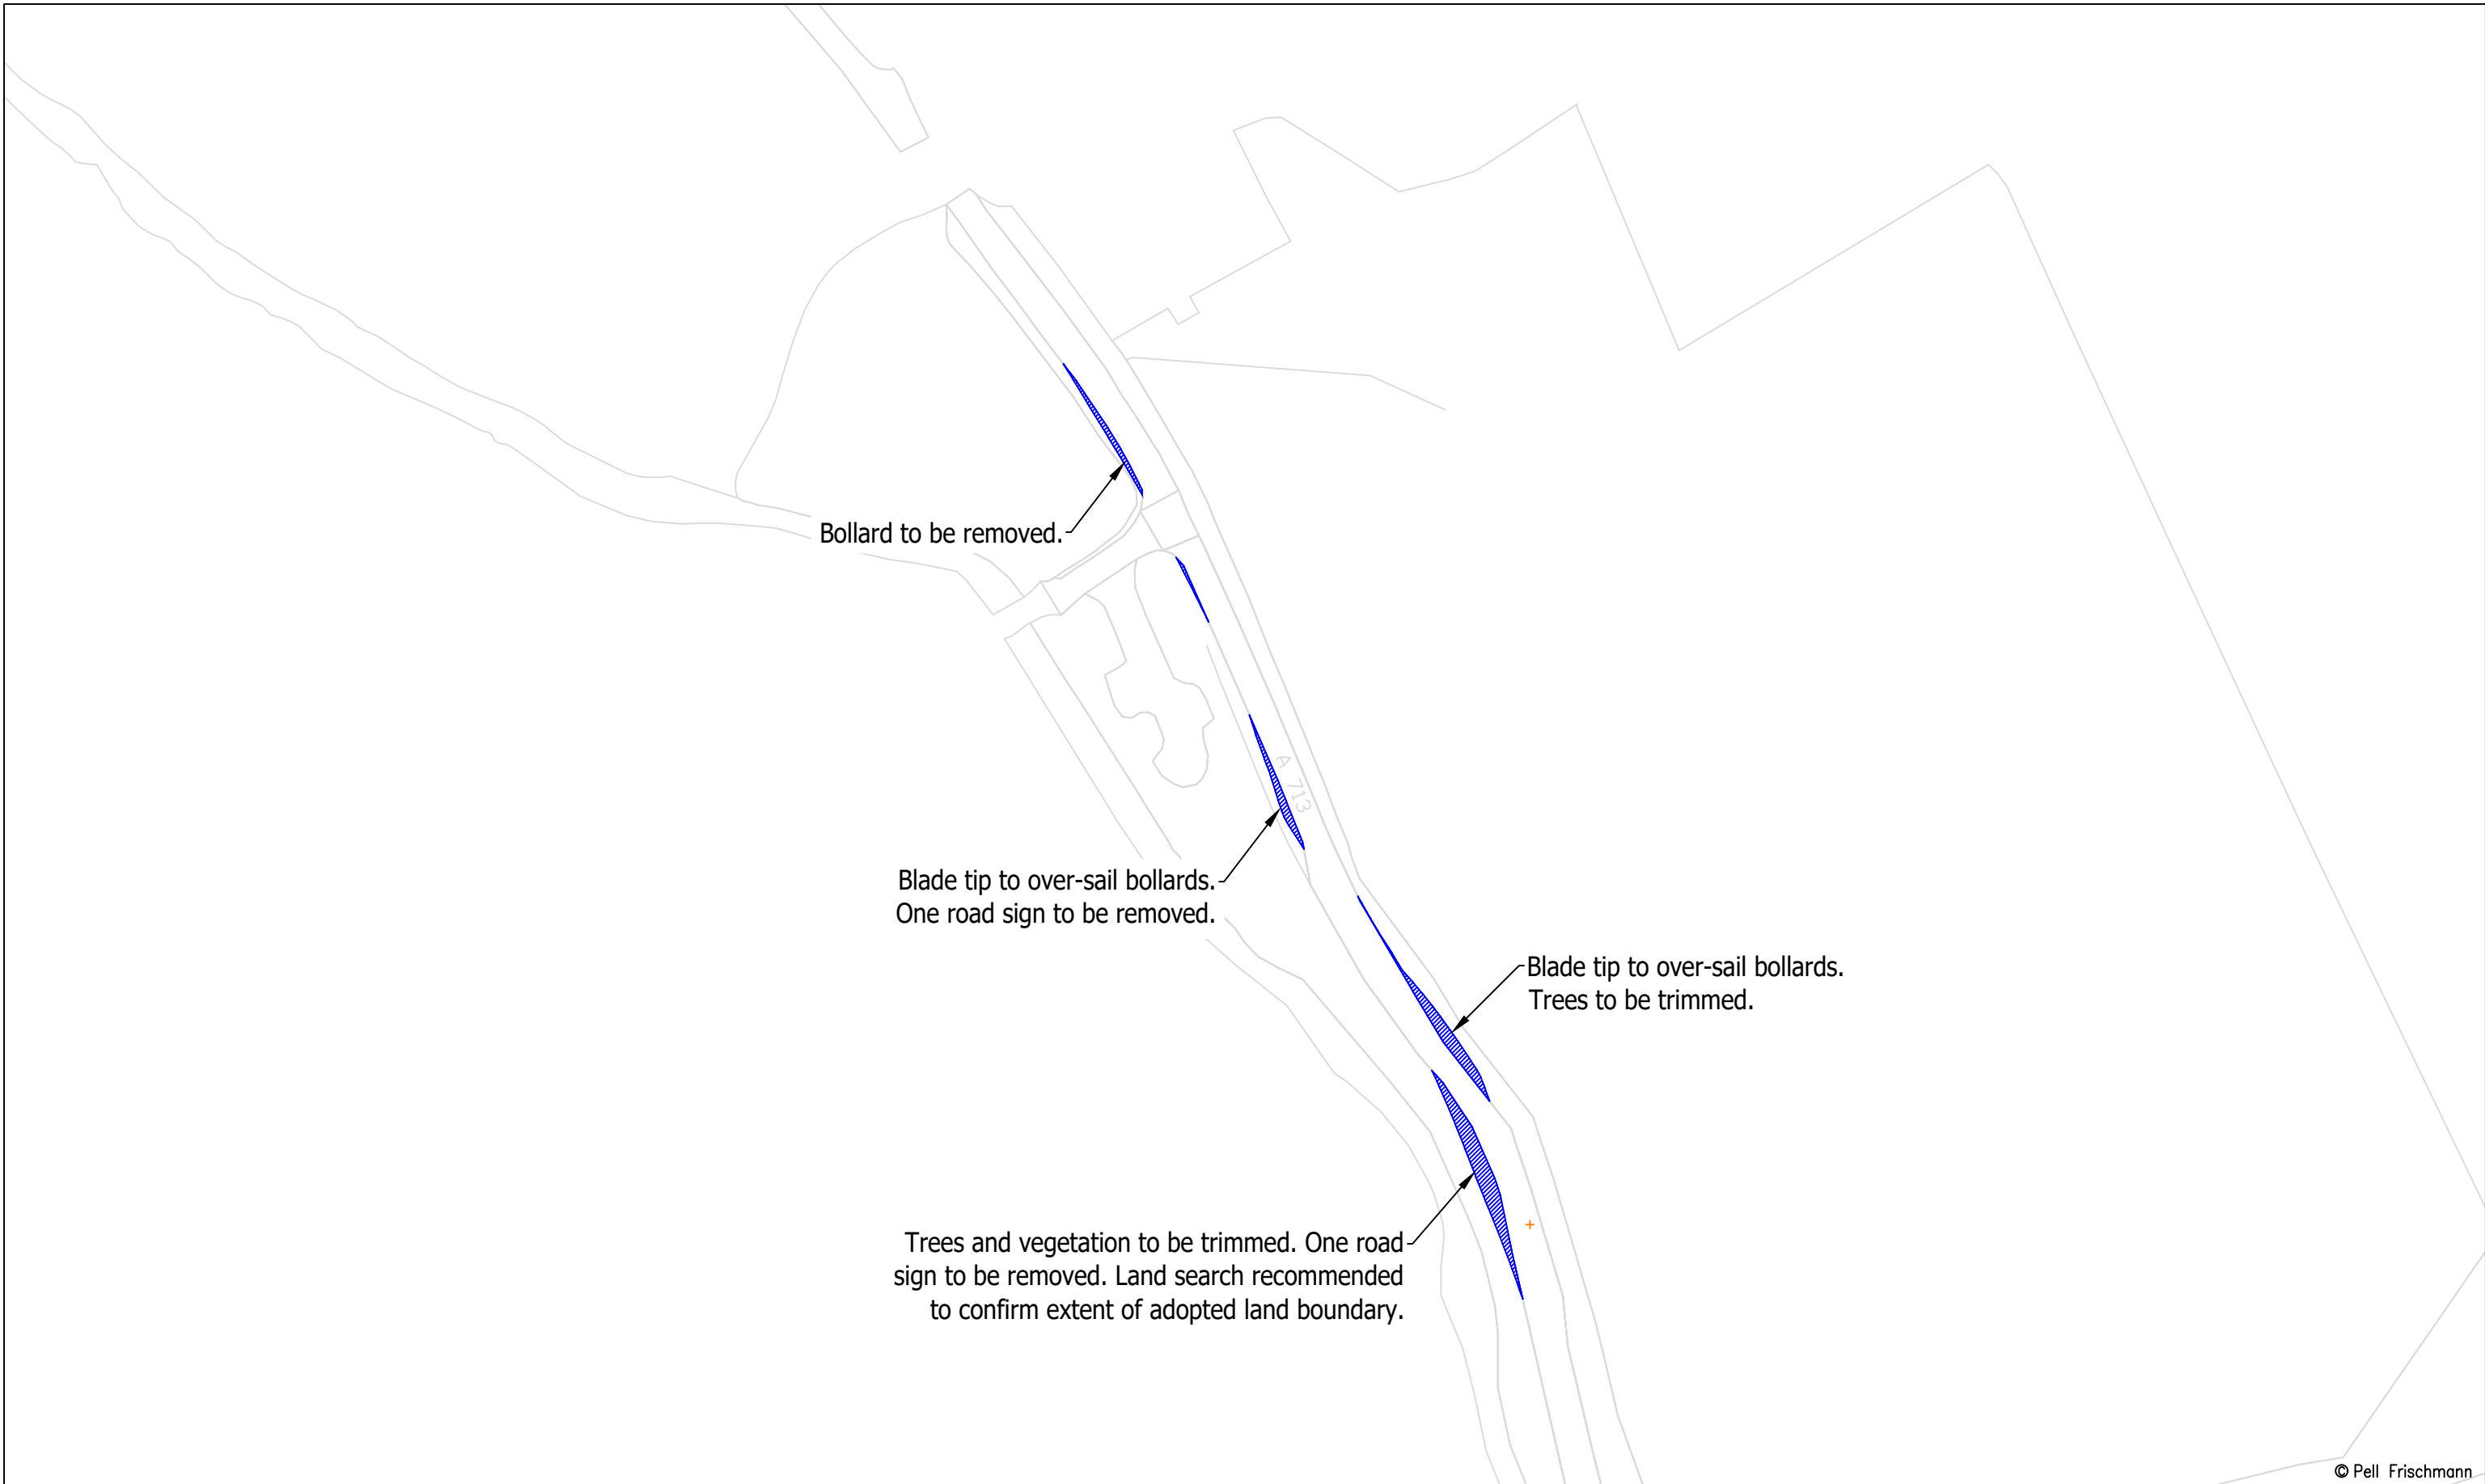 Bollard to be removed.
A 713
Blade tip to over-sail bollards.
One road sign to be removed.
Blade tip to over-sail bollards.
Trees to be trimmed.
Trees and vegetation to be trimmed. One road
sign to be removed. Land search recommended
to confirm extent of adopted land boundary.
© Pell Frischmann